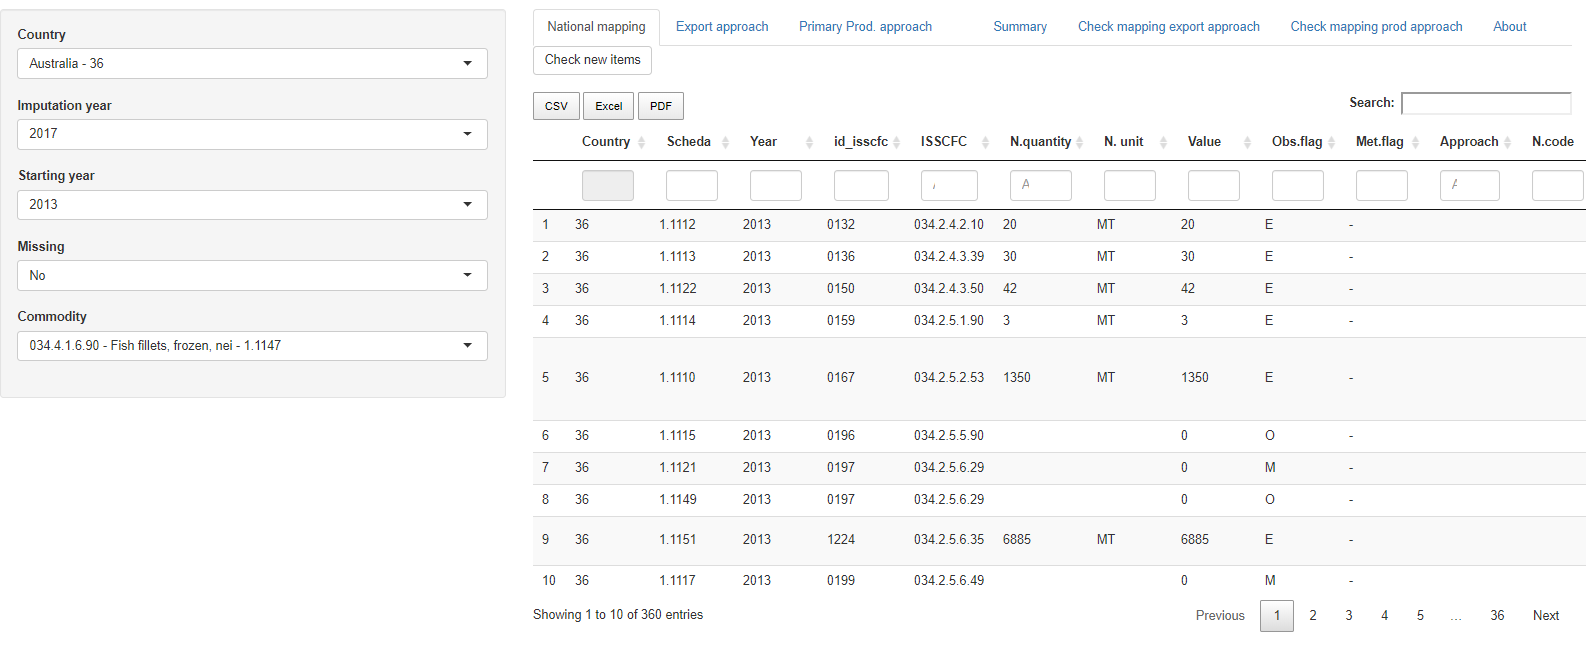 Country
Australia - 36
Imputation year
2017
Starting year
2013
Missing
No
Commodity
034.4.1.6.90 - Fish fillets, frozen, nei - 1.1147
National mapping Export approach Primary Prod. approach Summary Check mapping export approach Check mapping prod approach About
Check new items
CSV Excel PDF Search:
Country Scheda Year id_isscfc ISSCFC N.quantity N. unit Value Obs.flag Met.flag Approach N.code
1 36 1.1112 2013 0132 034.2.4.2.10 20 MT 20 E -
2 36 1.1113 2013 0136 034.2.4.3.39 30 MT 30 E -
3 36 1.1122 2013 0150 034.2.4.3.50 42 MT 42 E -
4 36 1.1114 2013 0159 034.2.5.1.90 3 MT 3 E -
5 36 1.1110 2013 0167 034.2.5.2.53 1350 MT 1350 E -
6 36 1.1115 2013 0196 034.2.5.5.90 0 O -
7 36 1.1121 2013 0197 034.2.5.6.29 0 M -
8 36 1.1149 2013 0197 034.2.5.6.29 0 O -
9 36 1.1151 2013 1224 034.2.5.6.35 6885 MT 6885 E -
10 36 1.1117 2013 0199 034.2.5.6.49 0 M -
Showing 1 to 10 of 360 entries Previous 1 2 3 4 5 … 36 Next